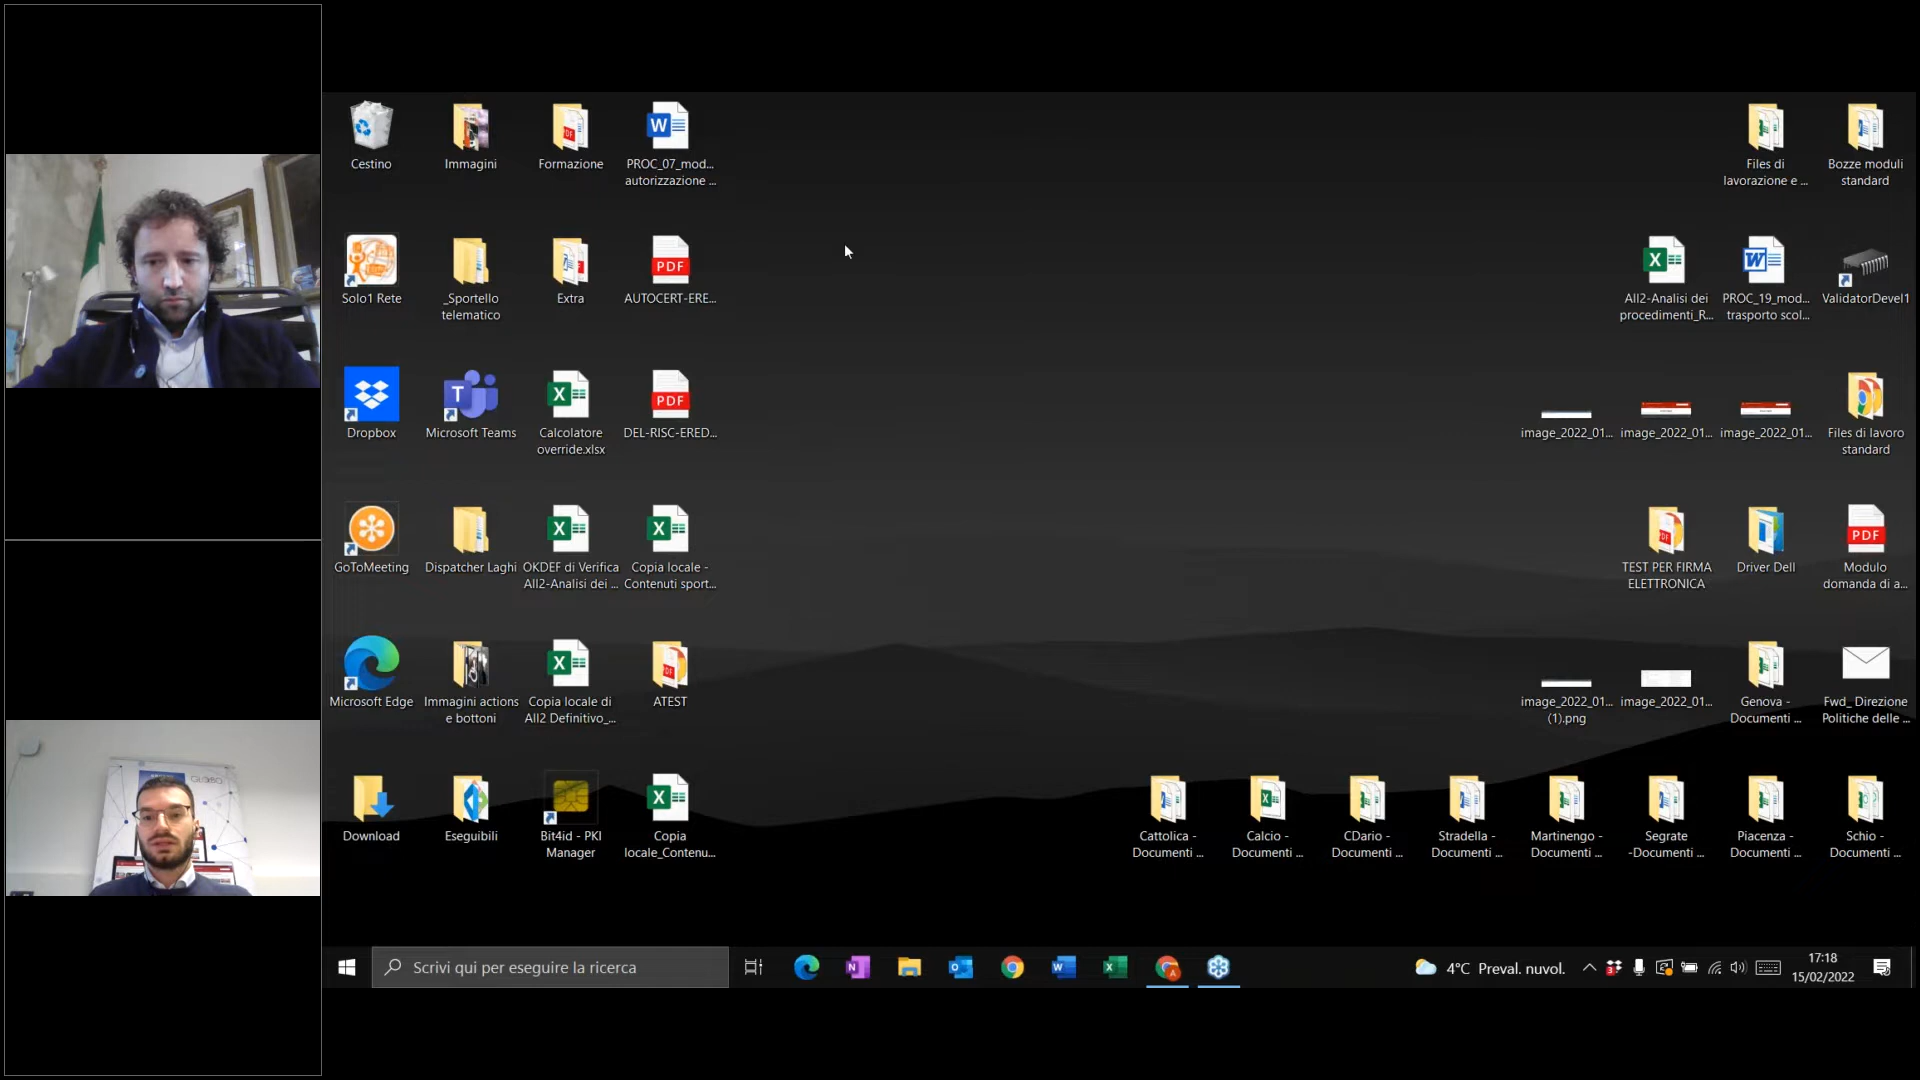 Cestino
Immagini
Formazione
PROC_07_mod...
autorizzazione ...
Files di
lavorazione e ...
Bozze moduli
standard
Solo1 Rete
_Sportello
telematico
Extra
PDF
AUTOCERT-ERE...
All2-Analisi dei
procedimenti_R...
PROC_19_mod...
trasporto scol...
ValidatorDevel1
Dropbox
Microsoft Teams
Calcolatore
override.xlsx
PDF
DEL-RISC-ERED...
image_2022_01...
image_2022_01...
image_2022_01...
Files di lavoro
standard
GoToMeeting
Dispatcher Laghi
OKDEF di Verifica
All2-Analisi dei ...
Copia locale -
Contenuti sport...
TEST PER FIRMA
ELETTRONICA
Driver Dell
PDF
Modulo
domanda di a...
Microsoft Edge
Immagini actions
e bottoni
Copia locale di
All2 Definitivo_...
ATEST
image_2022_01...
(1).png
image_2022_01...
Genova -
Documenti ...
Fwd_ Direzione
Politiche delle ...
Download
Eseguibili
Bit4id - PKI
Manager
Copia
locale_Contenu...
Cattolica -
Documenti ...
Calcio -
Documenti ...
CDario -
Documenti ...
Stradella -
Documenti ...
Martinengo -
Documenti ...
Segrate
-Documenti ...
Piacenza -
Documenti ...
Schio -
Documenti ...
Scrivi qui per eseguire la ricerca
4°C Preval. nuvol.
17:18
15/02/2022